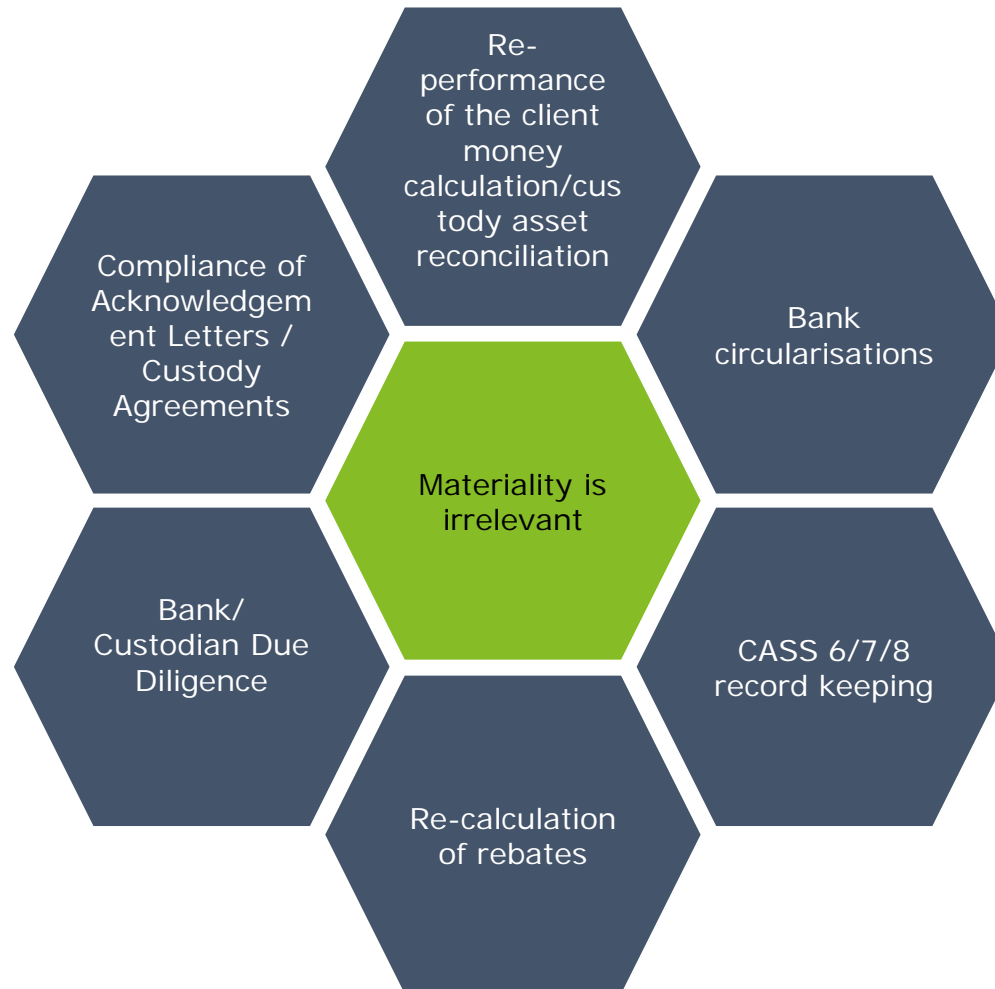 Re-
performance
of the client
money
calculation/cus
tody asset
reconciliation
Compliance of
Acknowledgem
ent Letters /
Custody
Agreements
Bank
circularisations
Materiality is
irrelevant
Bank/
Custodian Due
Diligence
CASS 6/7/8
record keeping
Re-calculation
of rebates